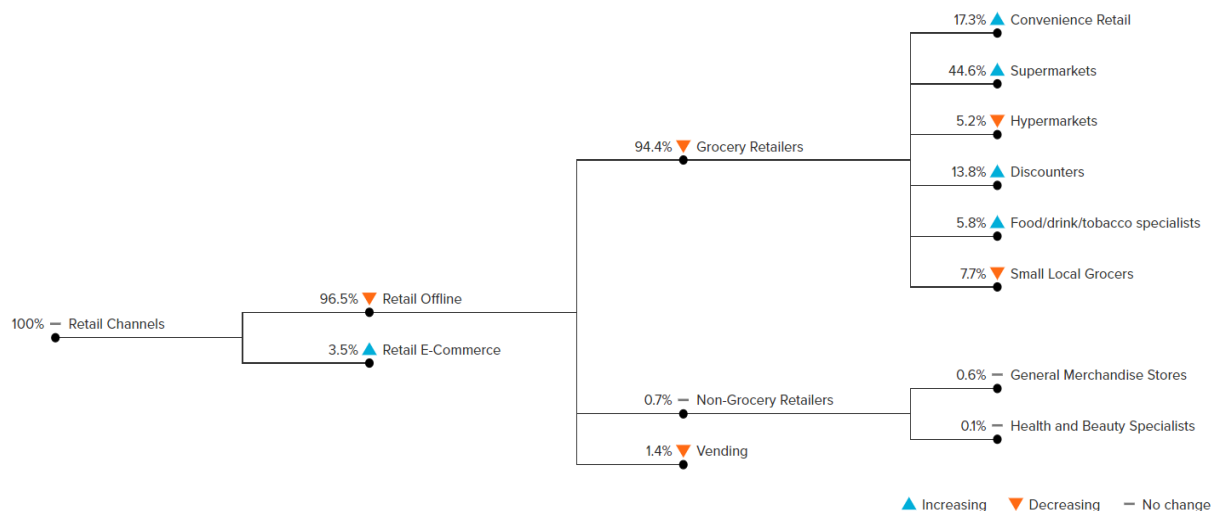 17.3% ▲ Convenience Retail
44.6% ▲ Supermarkets
5.2% ▼ Hypermarkets
94.4% ▼ Grocery Retailers
13.8% ▲ Discounters
5.8% ▲ Food/drink/tobacco specialists
7.7% ▼ Small Local Grocers
96.5% ▼ Retail Offline
100% – Retail Channels
3.5% ▲ Retail E-Commerce
0.6% – General Merchandise Stores
0.7% – Non-Grocery Retailers
0.1% – Health and Beauty Specialists
1.4% ▼ Vending
▲ Increasing ▼ Decreasing – No change